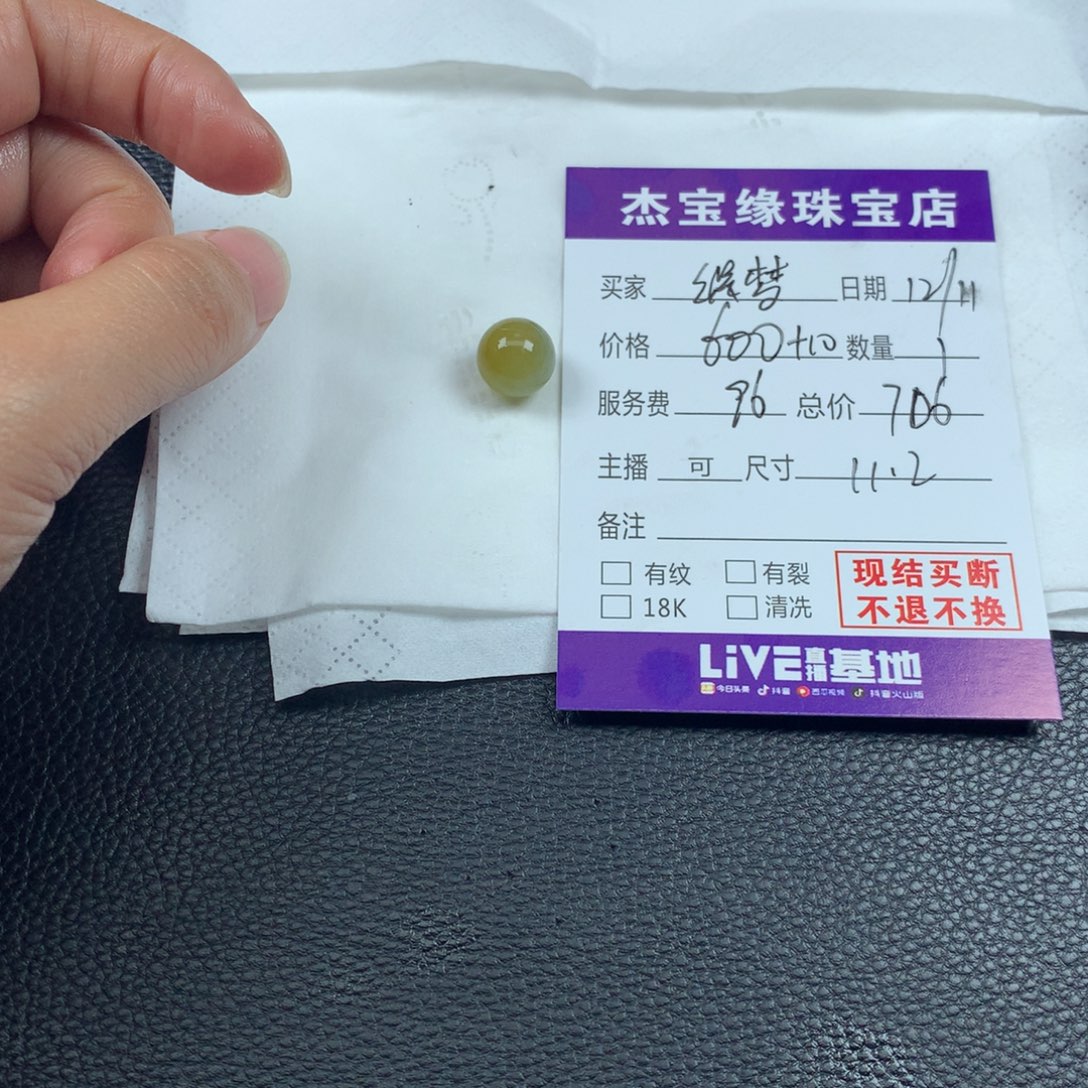 杰宝缘珠宝店
买家 缘梦 日期 12/11
价格 600+10 数量 1
服务费 96 总价 706
主播 可 尺寸 11.2
备注
有纹 有裂
18K 清洗
现结买断
不退不换
LiVE直播基地
今日头条 抖音 西瓜视频 抖音火山版